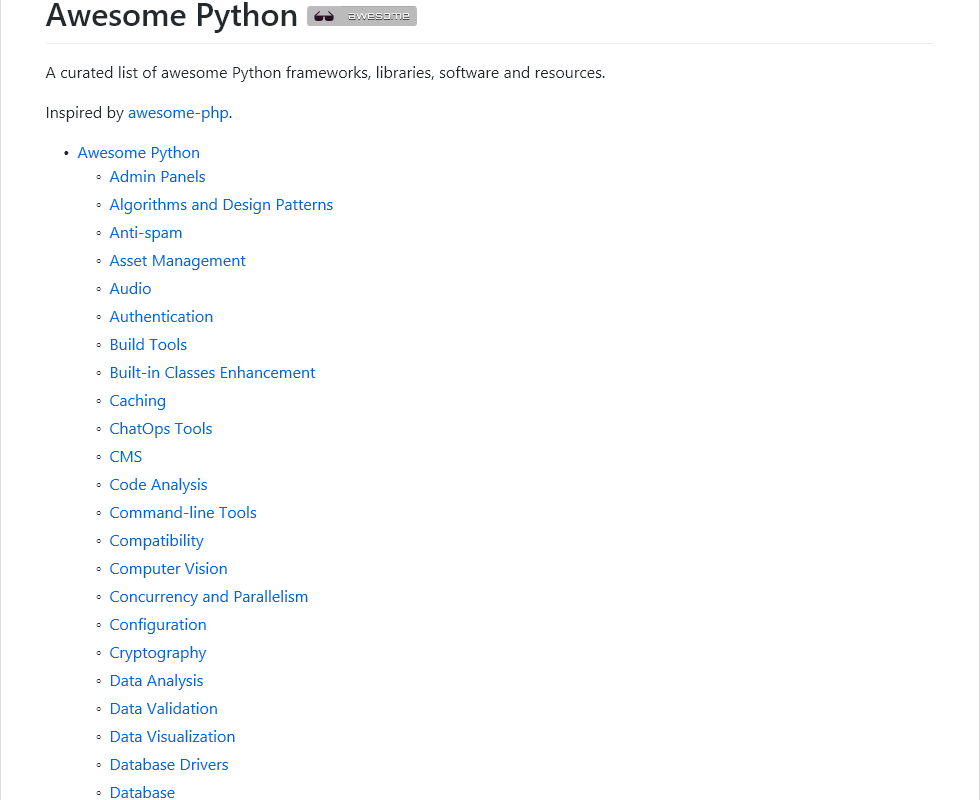 Awesome Python awesome
A curated list of awesome Python frameworks, libraries, software and resources.
Inspired by awesome-php.
Awesome Python
Admin Panels
Algorithms and Design Patterns
Anti-spam
Asset Management
Audio
Authentication
Build Tools
Built-in Classes Enhancement
Caching
ChatOps Tools
CMS
Code Analysis
Command-line Tools
Compatibility
Computer Vision
Concurrency and Parallelism
Configuration
Cryptography
Data Analysis
Data Validation
Data Visualization
Database Drivers
Database